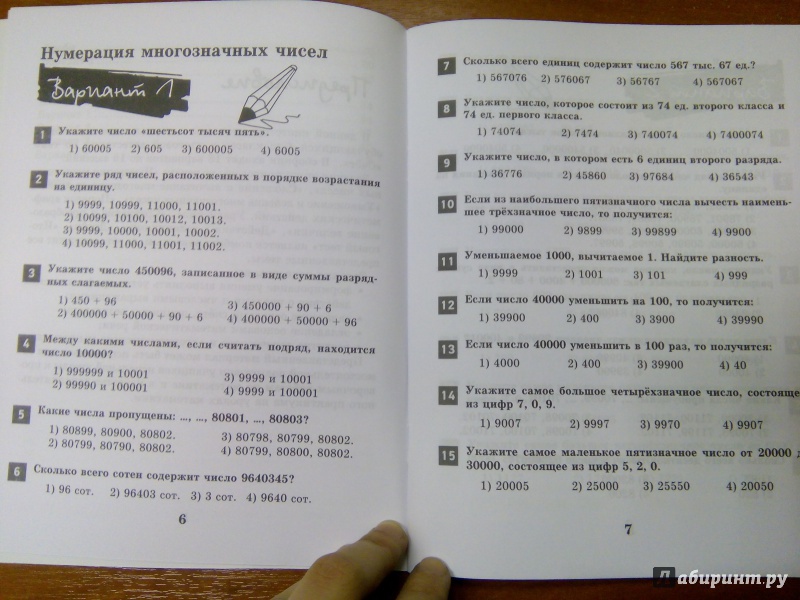 Нумерация многозначных чисел
Вариант 1
1 Укажите число «шестьсот тысяч пять».
1) 60005 2) 605 3) 600005 4) 6005
2 Укажите ряд чисел, расположенных в порядке возрастания
на единицу.
1) 9999, 10999, 11000, 11001.
2) 10099, 10100, 10012, 10013.
3) 9999, 10000, 10001, 10002.
4) 10099, 11000, 11001, 11002.
3 Укажите число 450096, записанное в виде суммы разряд-
ных слагаемых.
1) 450 + 96 3) 450000 + 90 + 6
2) 400000 + 50000 + 90 + 6 4) 400000 + 50000 + 96
4 Между какими числами, если считать подряд, находится
число 10000?
1) 999999 и 10001 3) 9999 и 10001
2) 99990 и 100001 4) 9999 и 100001
5 Какие числа пропущены: ..., ..., 80801, ..., 80803?
1) 80899, 80900, 80802. 3) 80798, 80799, 80802.
2) 80799, 80790, 80802. 4) 80799, 80800, 80802.
6 Сколько всего сотен содержит число 9640345?
1) 96 сот. 2) 96403 сот. 3) 3 сот. 4) 9640 сот.
6
7 Сколько всего единиц содержит число 567 тыс. 67 ед.?
1) 567076 2) 576067 3) 56767 4) 567067
8 Укажите число, которое состоит из 74 ед. второго класса и
74 ед. первого класса.
1) 74074 2) 7474 3) 740074 4) 7400074
9 Укажите число, в котором есть 6 единиц второго разряда.
1) 36776 2) 45860 3) 97684 4) 36543
10 Если из наибольшего пятизначного числа вычесть наимень-
шее трёхзначное число, то получится:
1) 99000 2) 9899 3) 99899 4) 9900
11 Уменьшаемое 1000, вычитаемое 1. Найдите разность.
1) 9999 2) 1001 3) 101 4) 999
12 Если число 40000 уменьшить на 100, то получится:
1) 39900 2) 400 3) 3900 4) 39990
13 Если число 40000 уменьшить в 100 раз, то получится:
1) 4000 2) 400 3) 39900 4) 40
14 Укажите самое большое четырёхзначное число, состояще
из цифр 7, 0, 9.
1) 9007 2) 9997 3) 9970 4) 9907
15 Укажите самое маленькое пятизначное число от 20000 д
30000, состоящее из цифр 5, 2, 0.
1) 20005 2) 25000 3) 25550 4) 20050
7
Лабиринт.ру